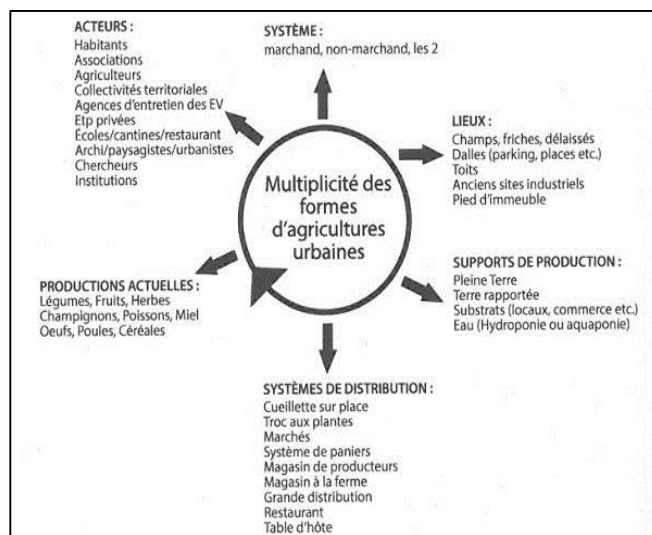 ACTEURS :
Habitants
Associations
Agriculteurs
Collectivités territoriales
Agences d'entretien des EV
Etp privées
Écoles/cantines/restaurant
Archi/paysagistes/urbanistes
Chercheurs
Institutions
SYSTÈME :
marchand, non-marchand, les 2
LIEUX :
Champs, friches, délaissés
Dalles (parking, places etc.)
Toits
Anciens sites industriels
Pied d'immeuble
Multiplicité des
formes
d'agricultures
urbaines
SUPPORTS DE PRODUCTION :
Pleine Terre
Terre rapportée
Substrats (locaux, commerce etc.)
Eau (Hydroponie ou aquaponie)
PRODUCTIONS ACTUELLES :
Légumes, Fruits, Herbes
Champignons, Poissons, Miel
Oeufs, Poules, Céréales
SYSTÈMES DE DISTRIBUTION :
Cueillette sur place
Troc aux plantes
Marchés
Système de paniers
Magasin de producteurs
Magasin à la ferme
Grande distribution
Restaurant
Table d'hôte